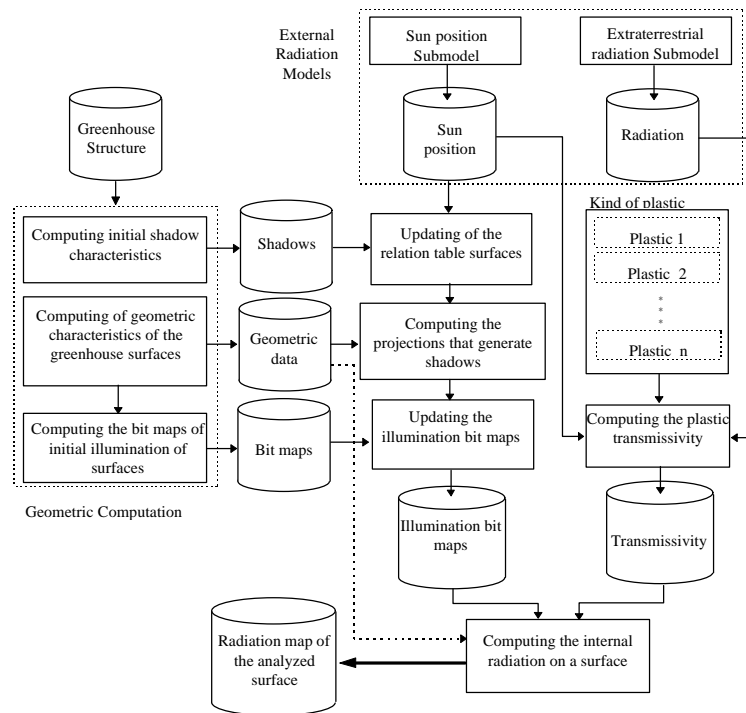 External
Radiation
Models
Sun position
Submodel
Extraterrestrial
radiation Submodel
Greenhouse
Structure
Sun
position
Radiation
Kind of plastic
Computing initial shadow
characteristics
Shadows
Updating of the
relation table surfaces
Plastic 1
Plastic 2
*
*
*
Plastic n
Computing of geometric
characteristics of the
greenhouse surfaces
Geometric
data
Computing the
projections that generate
shadows
Computing the bit maps of
initial illumination of
surfaces
Bit maps
Updating the
illumination bit maps
Computing the plastic
transmissivity
Geometric Computation
Illumination bit
maps
Transmissivity
Radiation map of
the analyzed
surface
Computing the internal
radiation on a surface